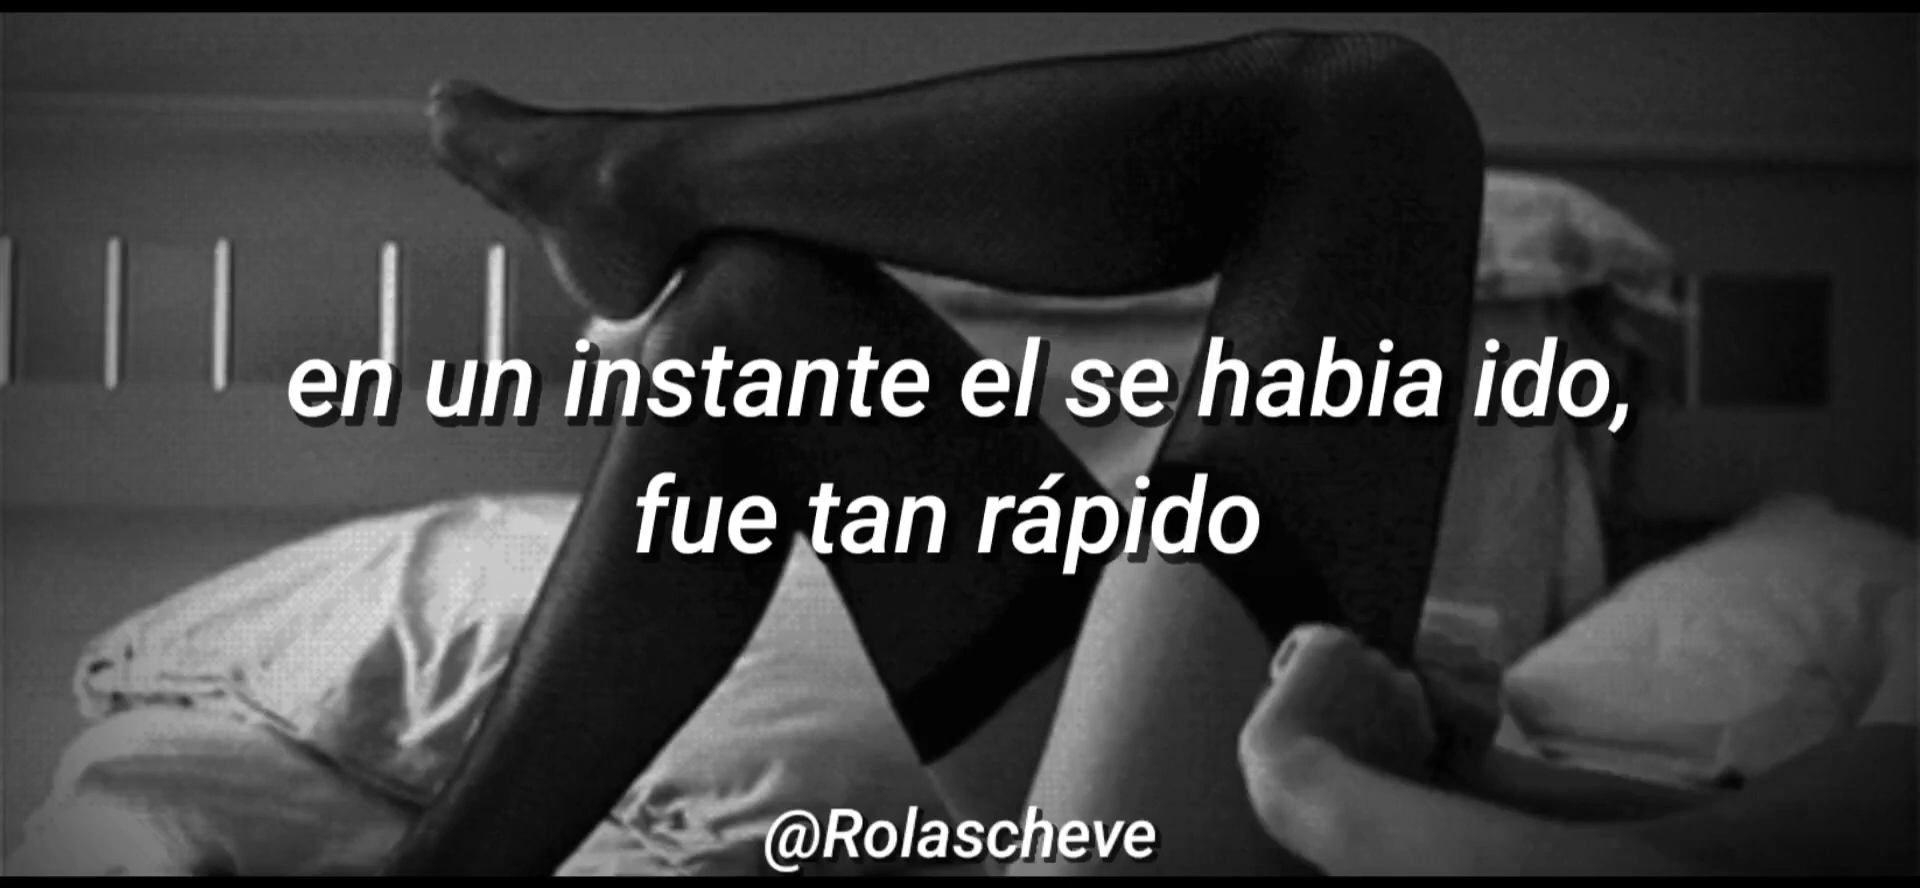 en un instante el se habia ido,
fue tan rápido
@Rolascheve